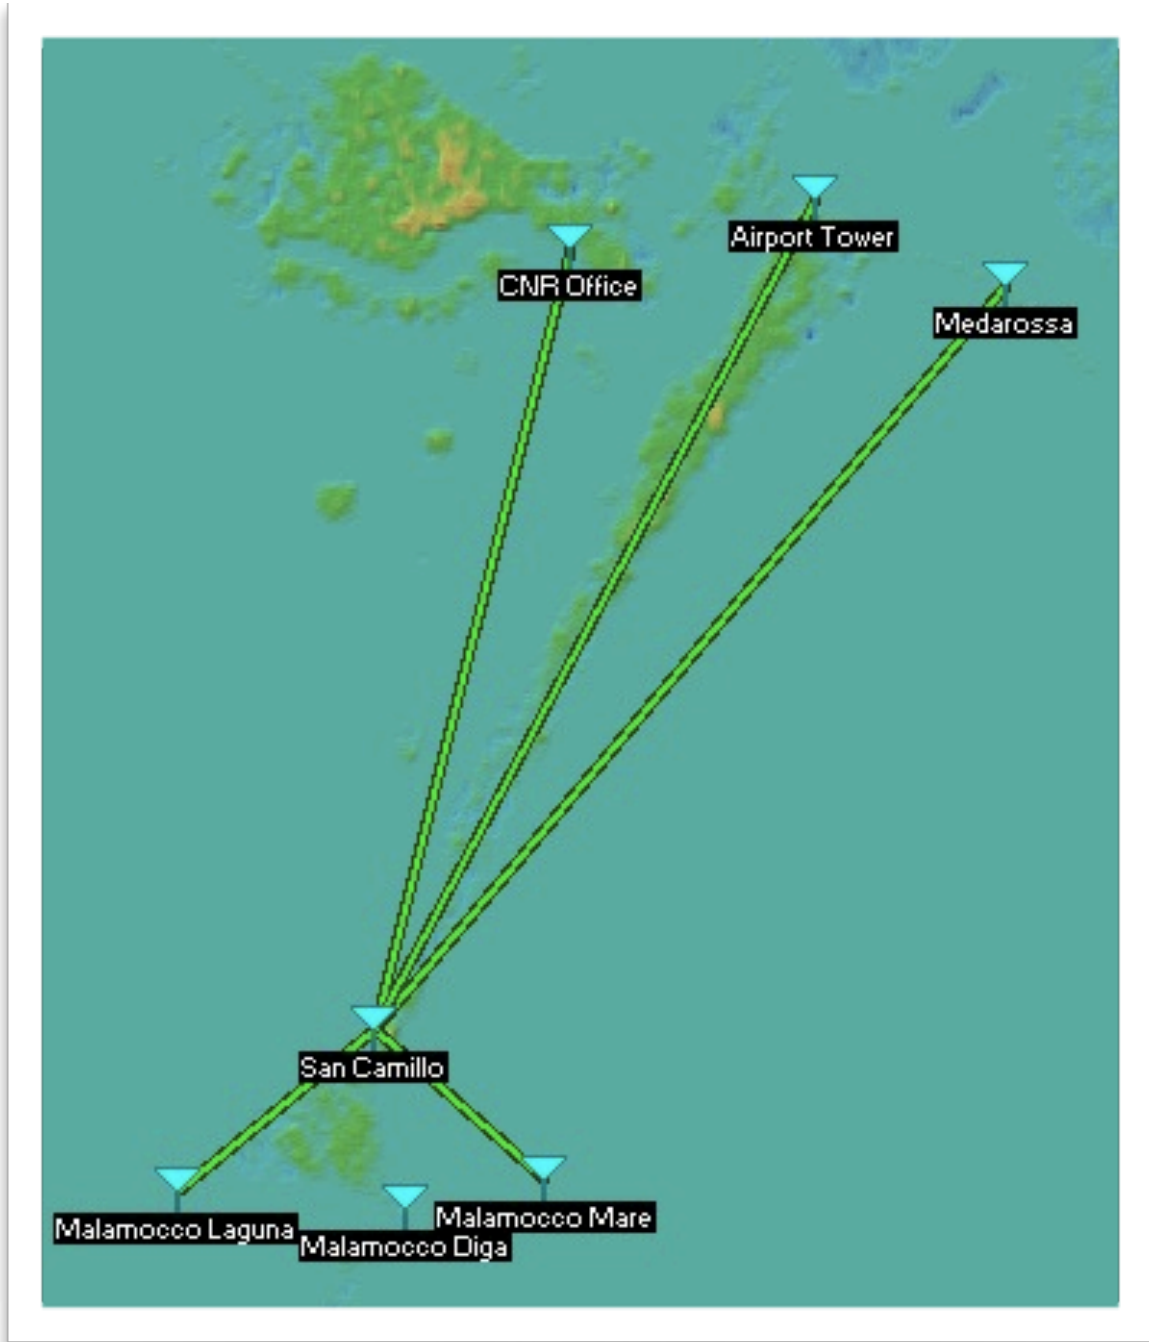 Airport Tower
CNR Office
Medarossa
San Camillo
Malamocco Laguna
Malamocco Mare
Malamocco Diga